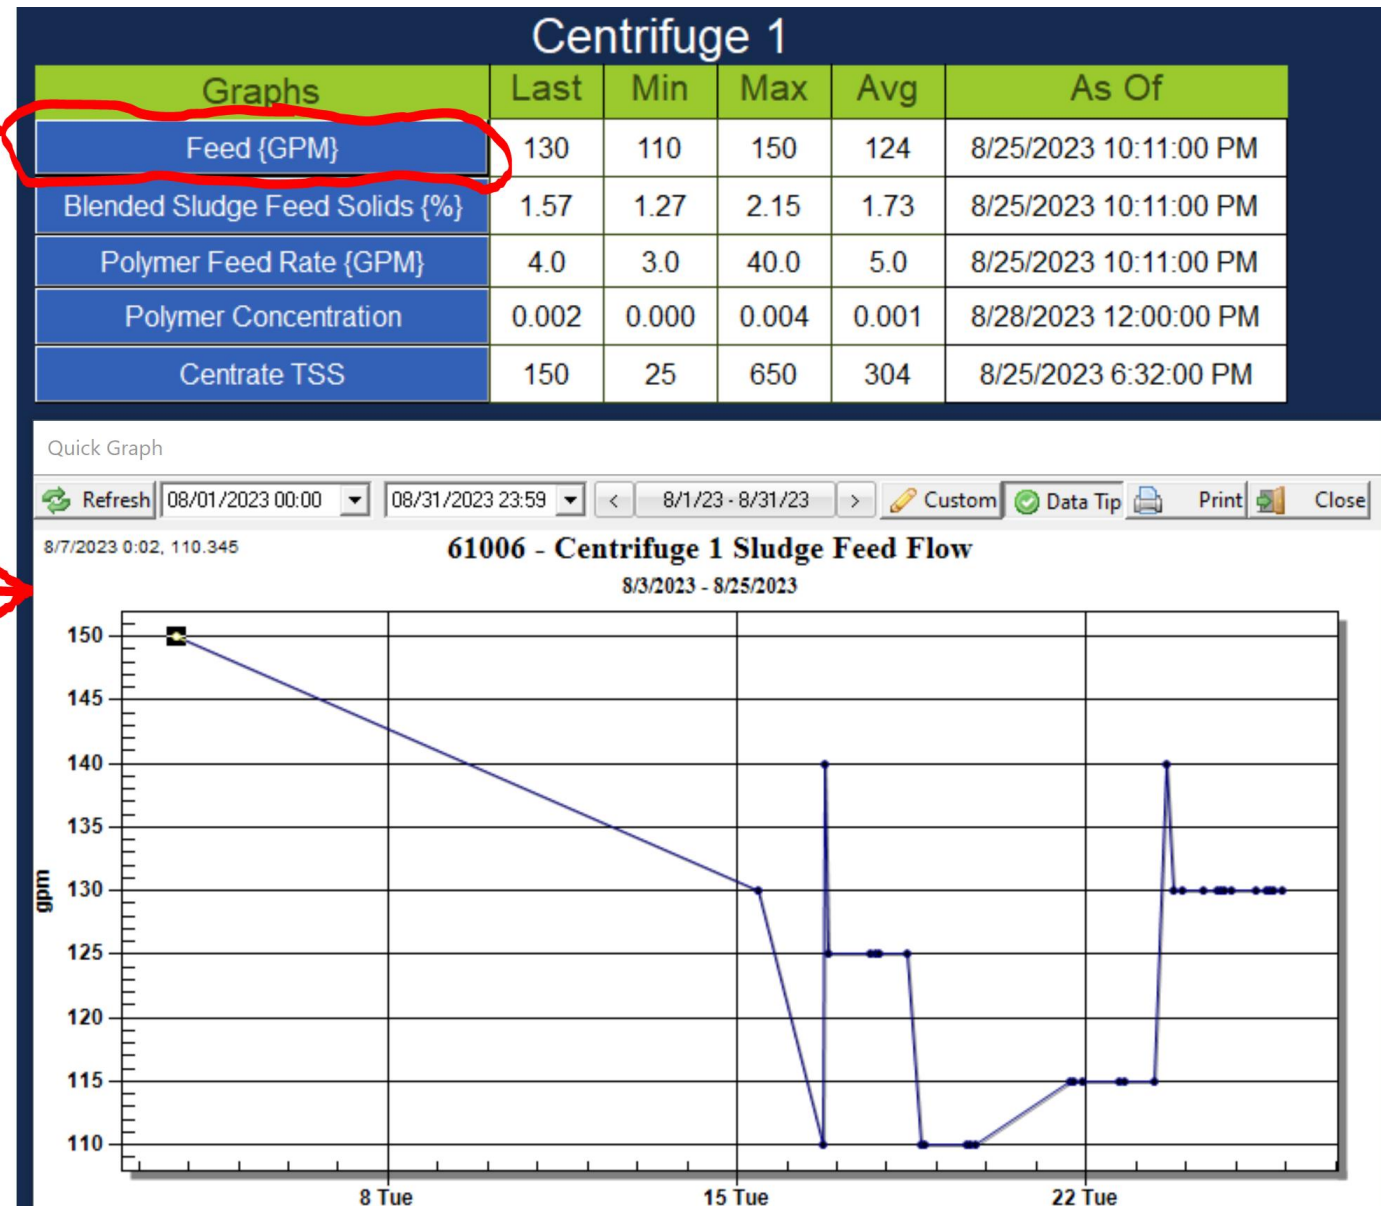 Centrifuge 1
Graphs Last Min Max Avg As Of
Feed {GPM} 130 110 150 124 8/25/2023 10:11:00 PM
Blended Sludge Feed Solids {%} 1.57 1.27 2.15 1.73 8/25/2023 10:11:00 PM
Polymer Feed Rate {GPM} 4.0 3.0 40.0 5.0 8/25/2023 10:11:00 PM
Polymer Concentration 0.002 0.000 0.004 0.001 8/28/2023 12:00:00 PM
Centrate TSS 150 25 650 304 8/25/2023 6:32:00 PM
Quick Graph
Refresh 08/01/2023 00:00 08/31/2023 23:59 < 8/1/23 - 8/31/23 > Custom Data Tip Print Close
8/7/2023 0:02, 110.345
61006 - Centrifuge 1 Sludge Feed Flow
8/3/2023 - 8/25/2023
150
145
140
135
130
125
120
115
110
gpm
8 Tue 15 Tue 22 Tue